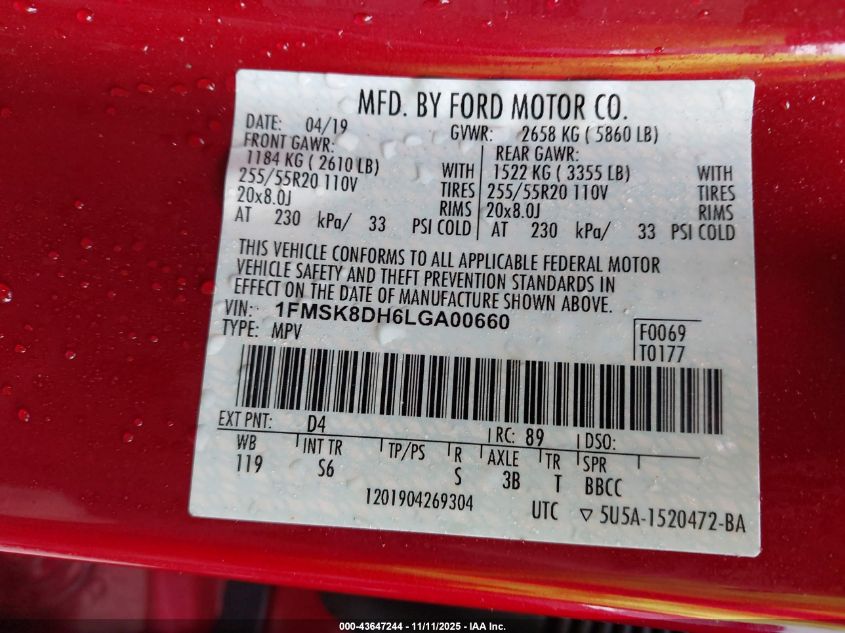 MFD. BY FORD MOTOR CO.
DATE: 04/19 GVWR: 2658 KG ( 5860 LB)
FRONT GAWR: REAR GAWR:
1184 KG ( 2610 LB) WITH 1522 KG ( 3355 LB) WITH
255/55R20 110V TIRES 255/55R20 110V TIRES
20x8.0J RIMS 20x8.0J RIMS
AT 230 kPa/ 33 PSI COLD AT 230 kPa/ 33 PSI COLD
THIS VEHICLE CONFORMS TO ALL APPLICABLE FEDERAL MOTOR
VEHICLE SAFETY AND THEFT PREVENTION STANDARDS IN
EFFECT ON THE DATE OF MANUFACTURE SHOWN ABOVE.
VIN: 1FMSK8DH6LGA00660
TYPE: MPV
F0069
T0177
EXT PNT: D4 RC: 89 DSO:
WB INT TR TP/PS R AXLE TR SPR
119 S6 S 3B T BBCC
1201904269304 UTC ▽ 5U5A-1520472-BA
000-43647244 - 11/11/2025 - IAA Inc.